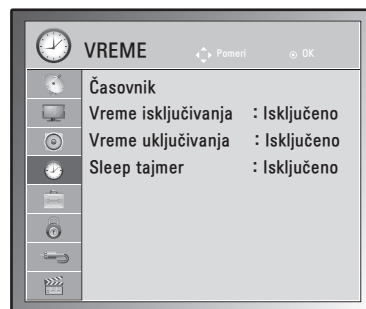 VREME Pomeri OK
Časovnik
Vreme isključivanja : Isključeno
Vreme uključivanja : Isključeno
Sleep tajmer : Isključeno